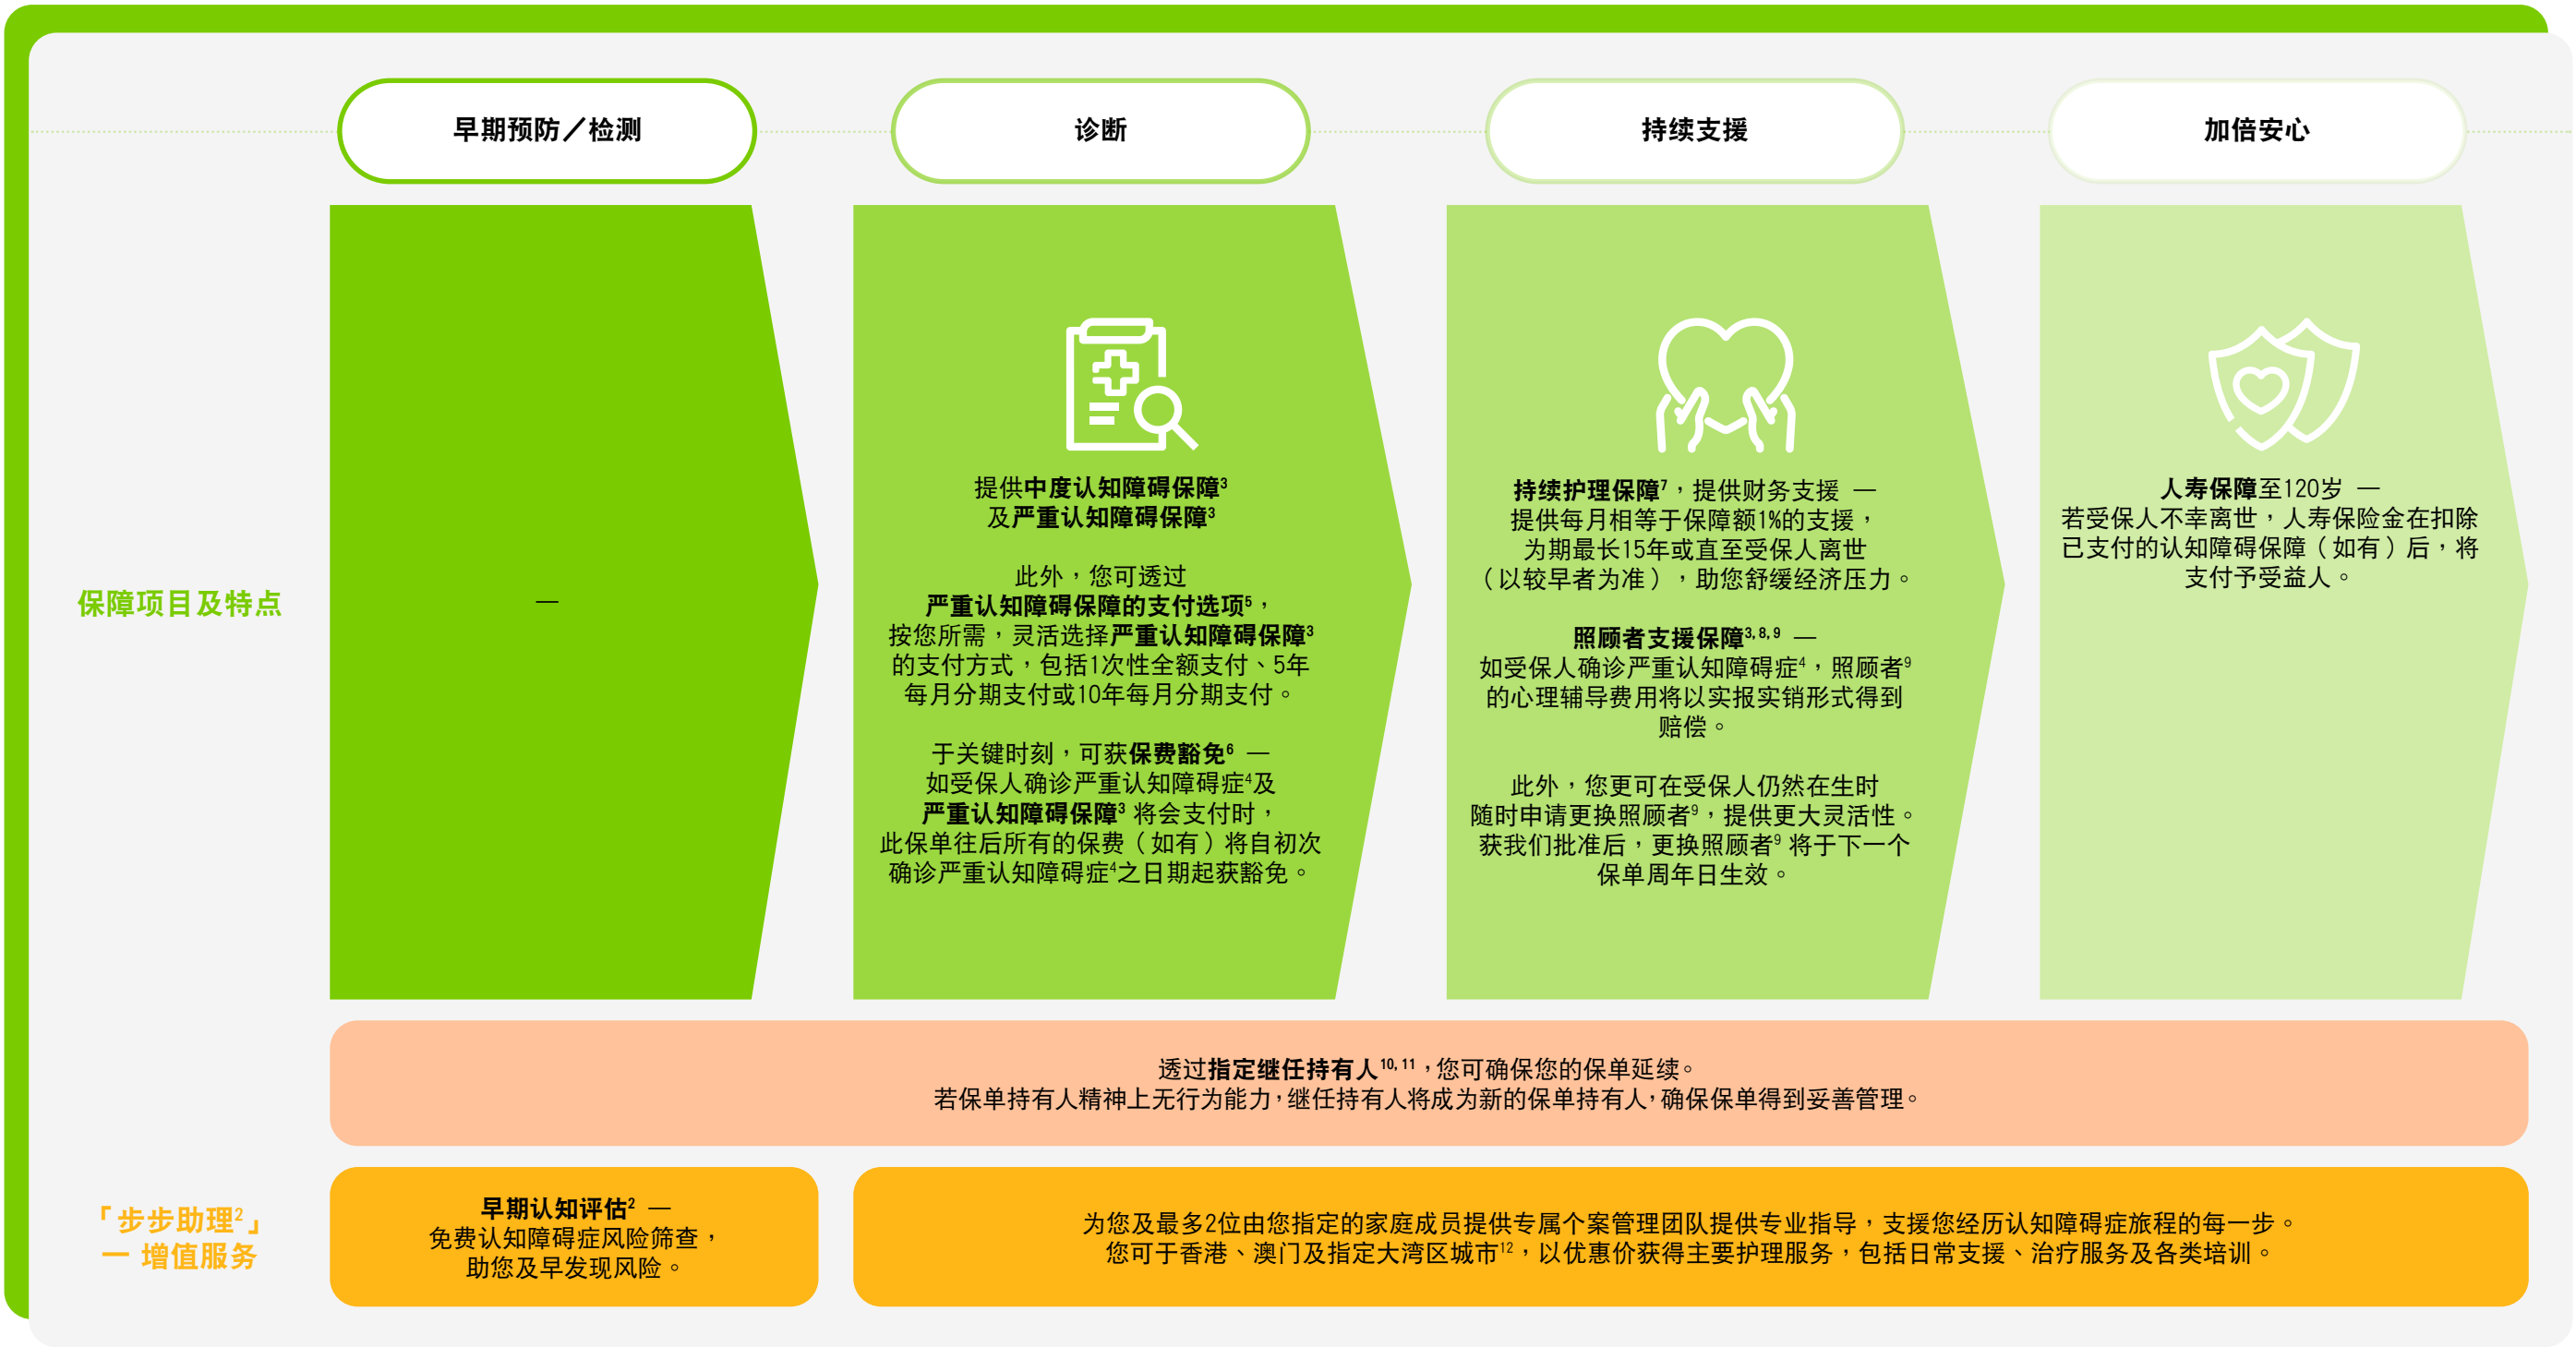 早期预防／检测
诊断
持续支援
加倍安心
保障项目及特点
—
提供中度认知障碍保障3
及严重认知障碍保障3
此外，您可透过
严重认知障碍保障的支付选项5，
按您所需，灵活选择严重认知障碍保障3
的支付方式，包括1次性全额支付、5年
每月分期支付或10年每月分期支付。
于关键时刻，可获保费豁免6 —
如受保人确诊严重认知障碍症4及
严重认知障碍保障3 将会支付时，
此保单往后所有的保费（如有）将自初次
确诊严重认知障碍症4之日期起获豁免。
持续护理保障7，提供财务支援 —
提供每月相等于保障额1%的支援，
为期最长15年或直至受保人离世
（以较早者为准），助您舒缓经济压力。
照顾者支援保障3,8,9 —
如受保人确诊严重认知障碍症4，照顾者9
的心理辅导费用将以实报实销形式得到
赔偿。
此外，您更可在受保人仍然在生时
随时申请更换照顾者9，提供更大灵活性。
获我们批准后，更换照顾者9 将于下一个
保单周年日生效。
人寿保障至120岁 —
若受保人不幸离世，人寿保险金在扣除
已支付的认知障碍保障（如有）后，将
支付予受益人。
透过指定继任持有人10,11，您可确保您的保单延续。
若保单持有人精神上无行为能力，继任持有人将成为新的保单持有人，确保保单得到妥善管理。
「步步助理2」
— 增值服务
早期认知评估2 —
免费认知障碍症风险筛查，
助您及早发现风险。
为您及最多2位由您指定的家庭成员提供专属个案管理团队提供专业指导，支援您经历认知障碍症旅程的每一步。
您可于香港、澳门及指定大湾区城市12，以优惠价获得主要护理服务，包括日常支援、治疗服务及各类培训。